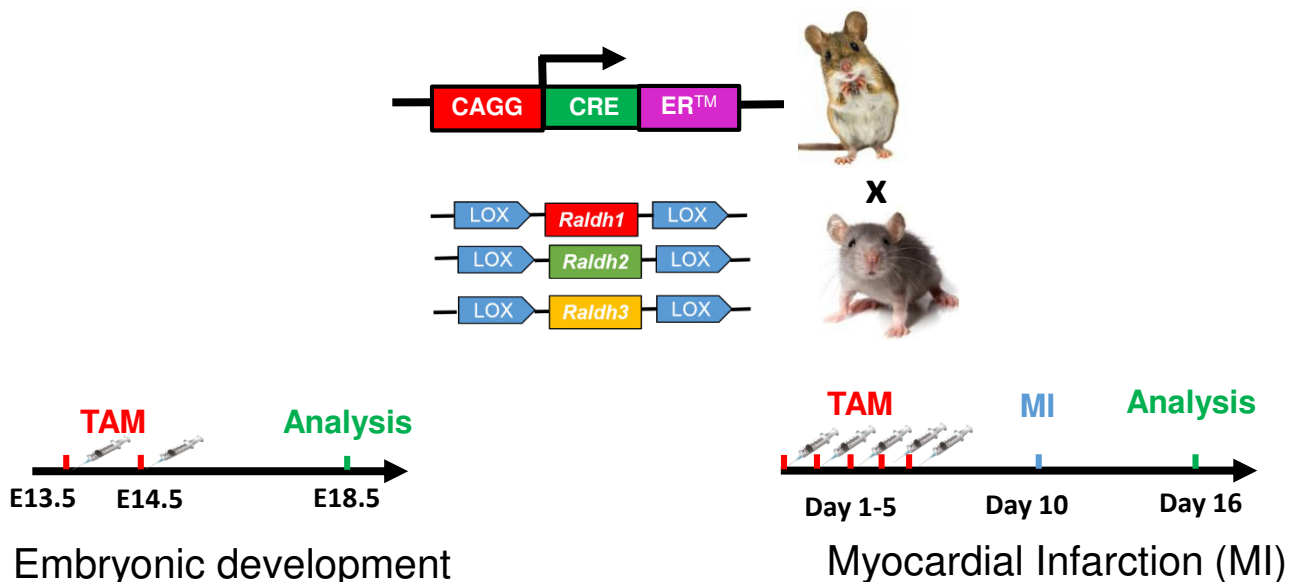 CAGG CRE ER™
x
LOX Raldh1 LOX
LOX Raldh2 LOX
LOX Raldh3 LOX
TAM Analysis
E13.5 E14.5 E18.5
Embryonic development
TAM MI Analysis
Day 1-5 Day 10 Day 16
Myocardial Infarction (MI)